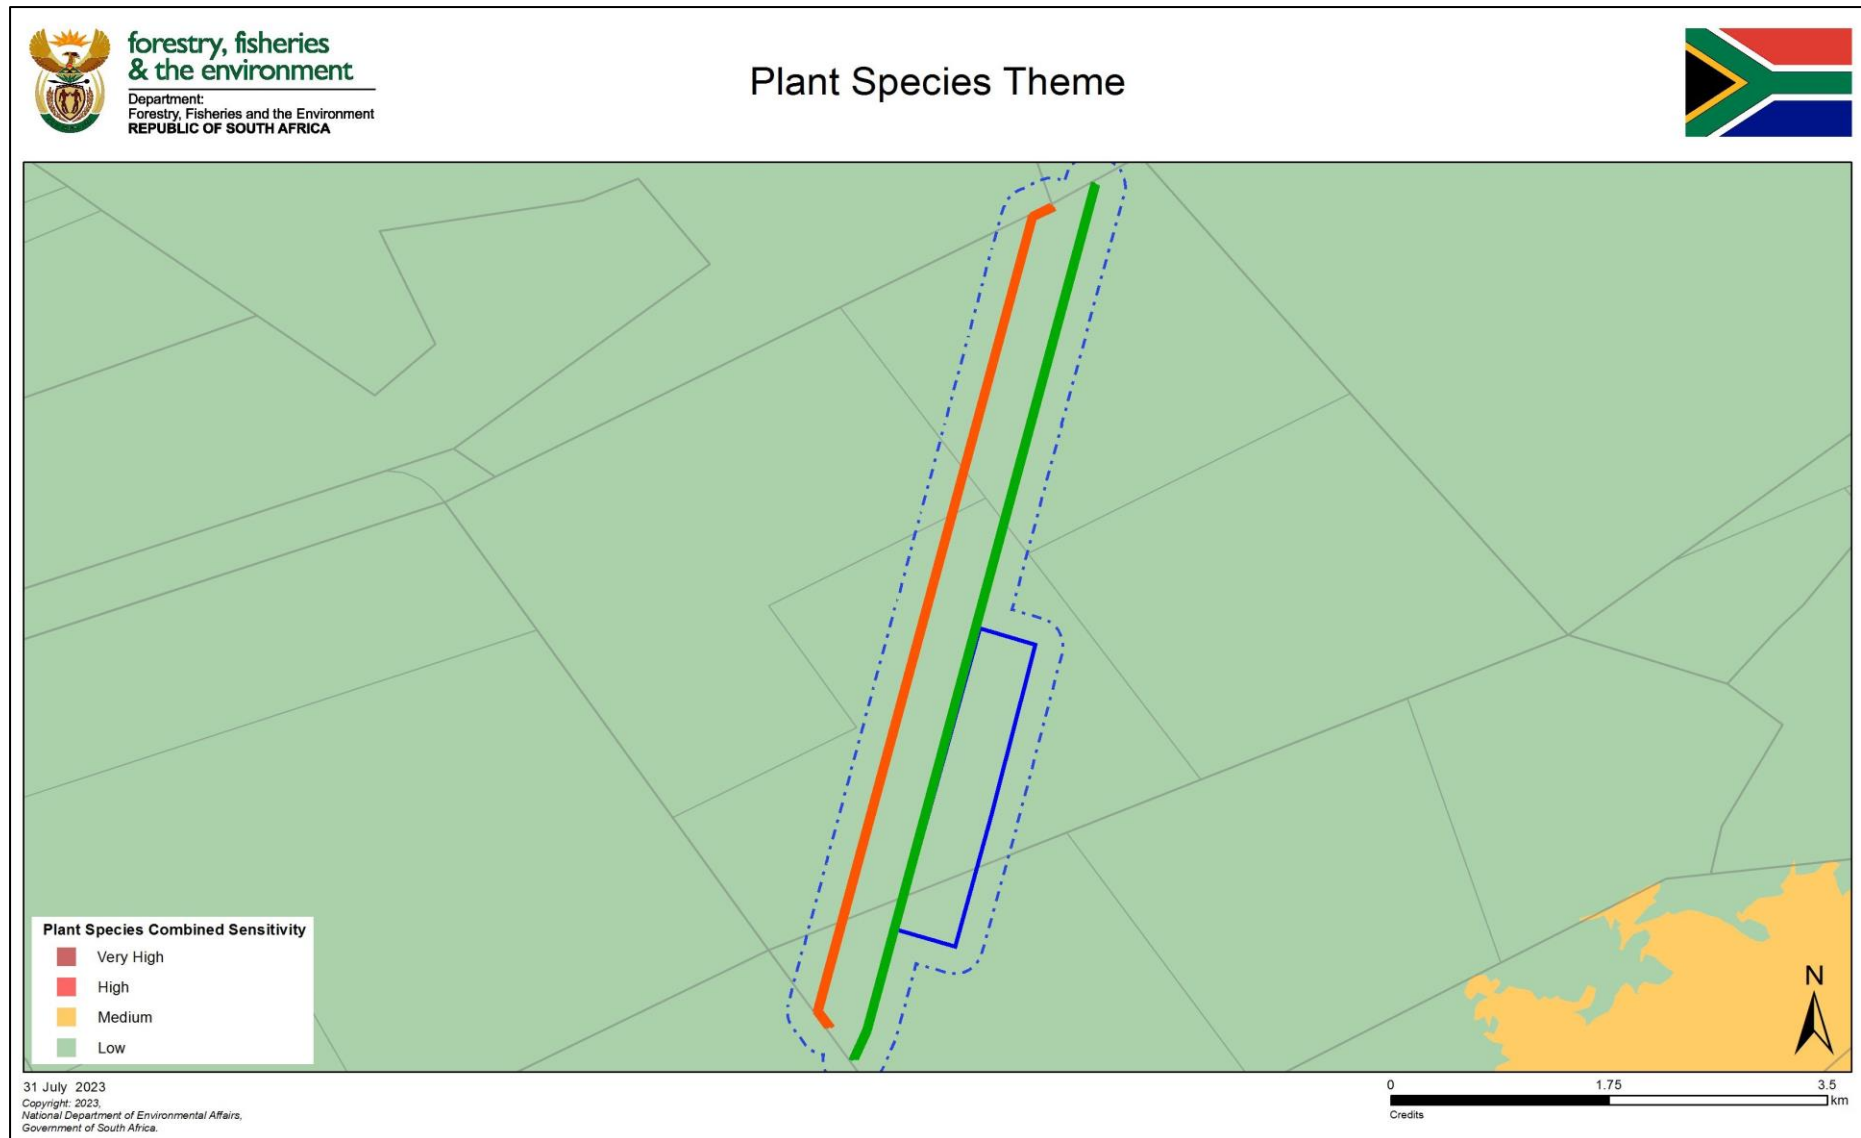 forestry, fisheries
& the environment
Department:
Forestry, Fisheries and the Environment
REPUBLIC OF SOUTH AFRICA
Plant Species Theme
Plant Species Combined Sensitivity
Very High
High
Medium
Low
N
31 July 2023
Copyright: 2023,
National Department of Environmental Affairs,
Government of South Africa.
0 1.75 3.5
km
Credits